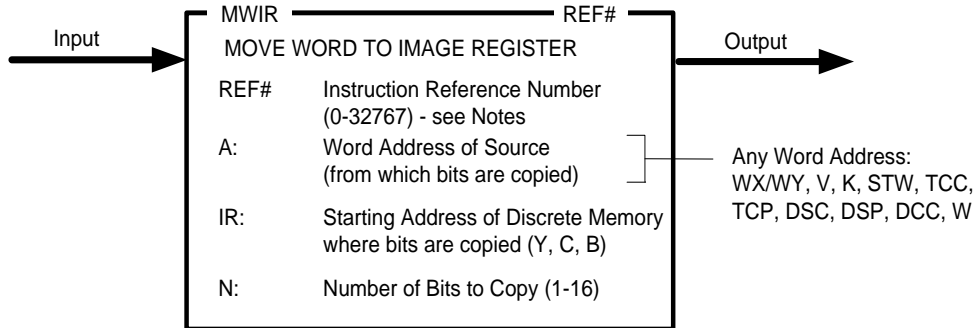 MWIR REF#
Input
MOVE WORD TO IMAGE REGISTER
Output
REF# Instruction Reference Number
(0-32767) - see Notes
A: Word Address of Source
(from which bits are copied)
Any Word Address:
WX/WY, V, K, STW, TCC,
TCP, DSC, DSP, DCC, W
IR: Starting Address of Discrete Memory
where bits are copied (Y, C, B)
N: Number of Bits to Copy (1-16)